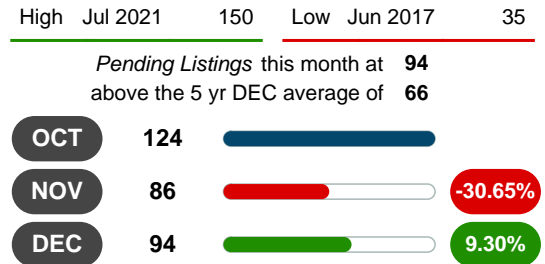 High Jul 2021 150 Low Jun 2017 35
Pending Listings this month at 94
above the 5 yr DEC average of 66
OCT 124
NOV 86 -30.65%
DEC 94 9.30%